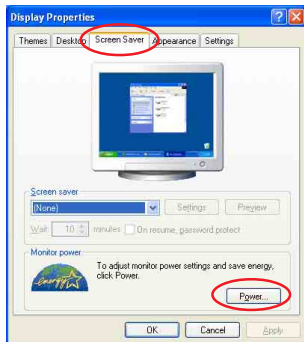 Display Properties
Themes Desktop Screen Saver Appearance Settings
Screen saver
(None) Settings Preview
Wait: 10 minutes On resume, password protect
Monitor power
To adjust monitor power settings and save energy,
click Power.
energy
Power...
OK Cancel Apply